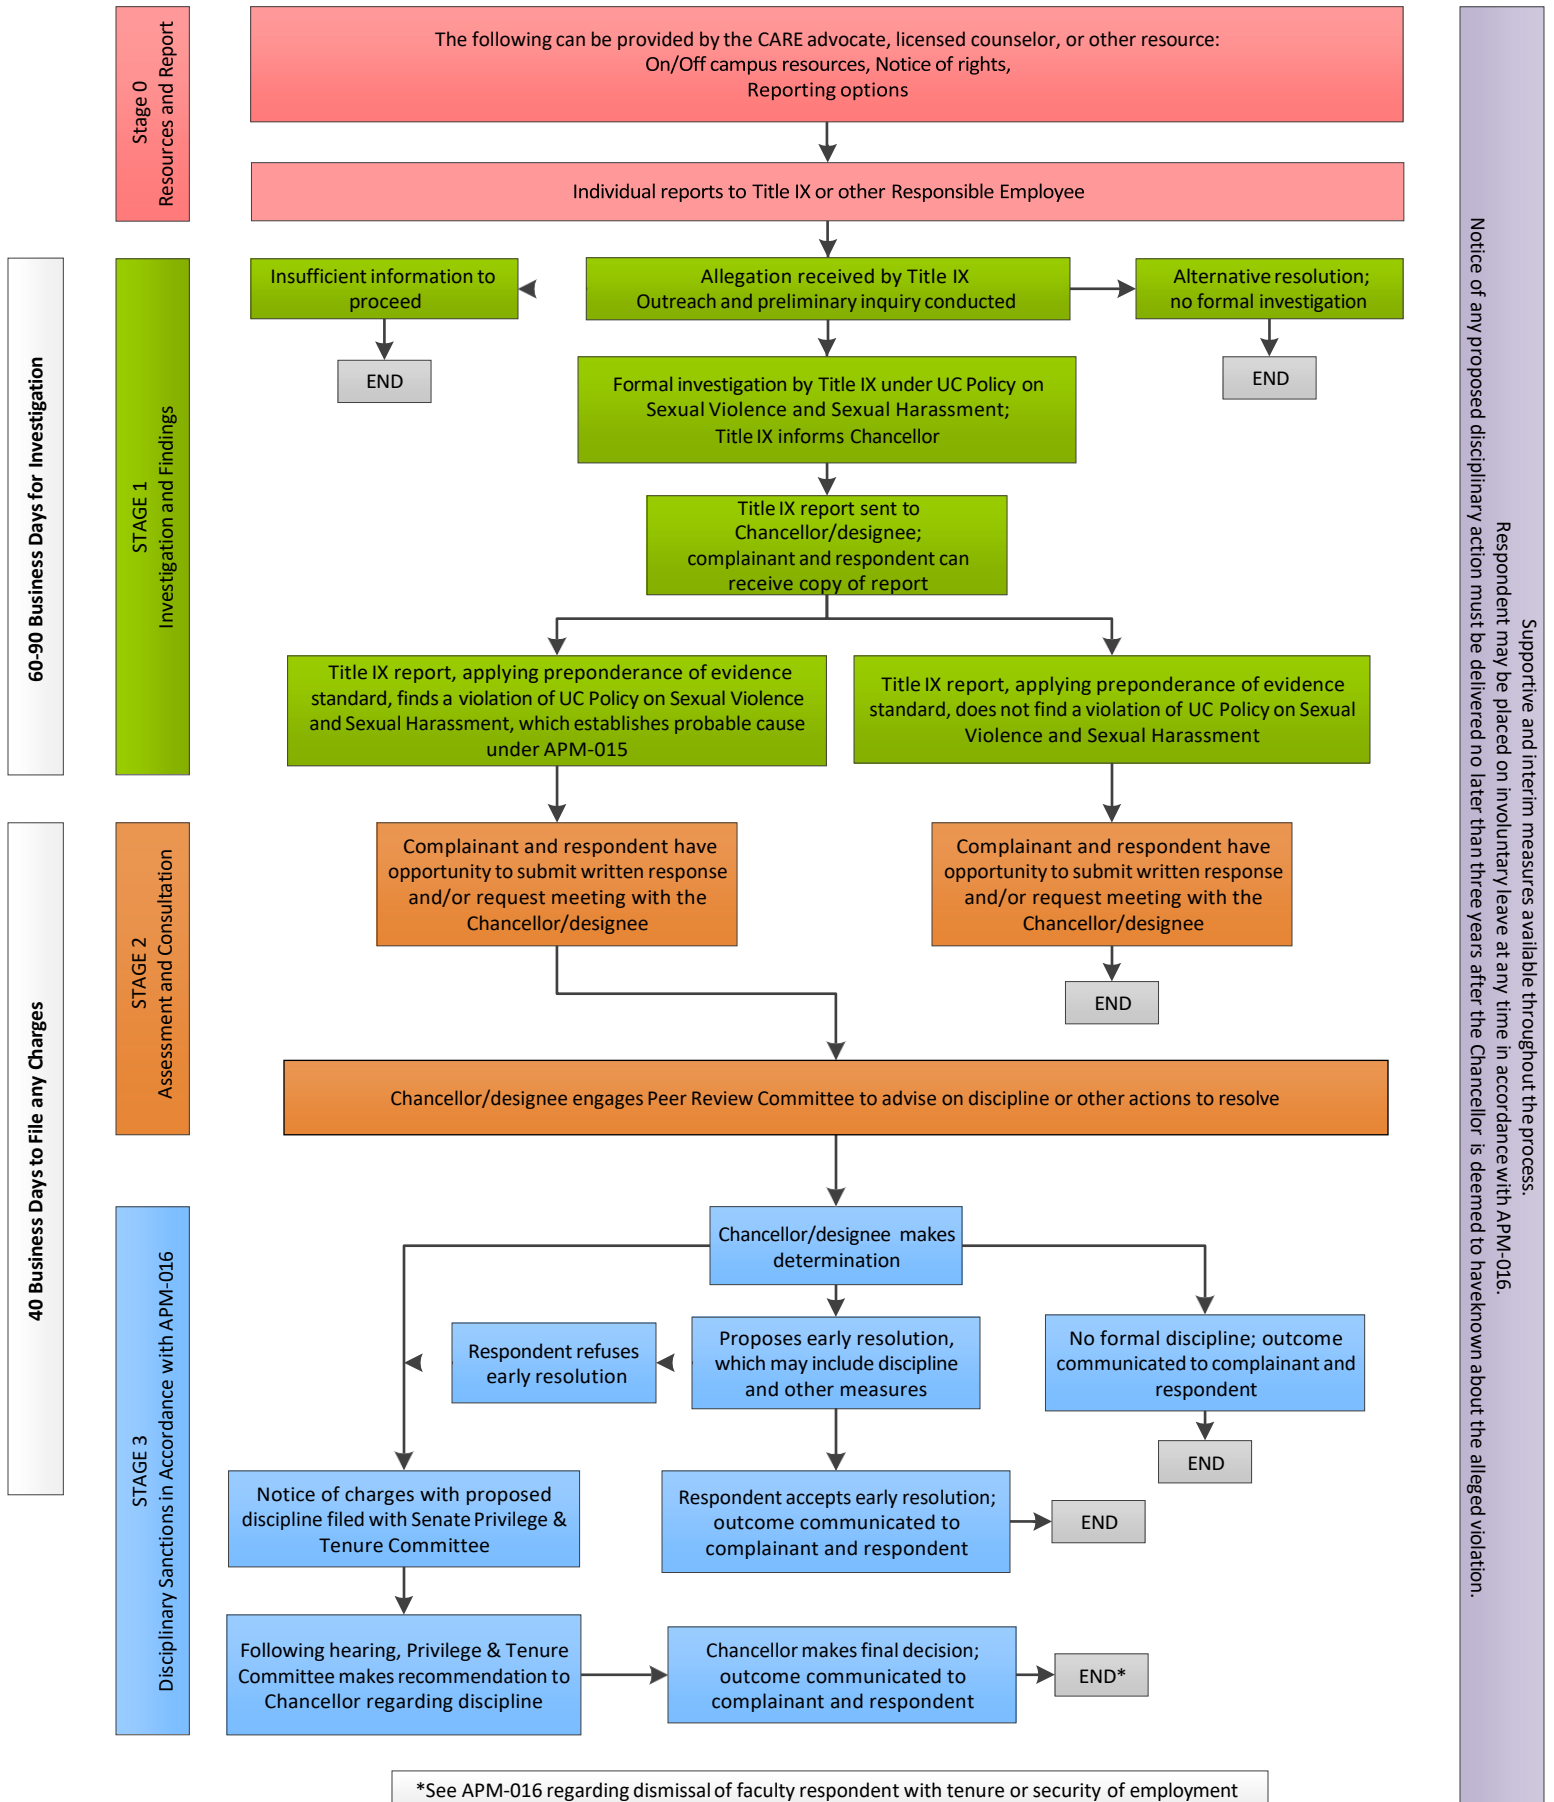 Stage 0
Resources and Report
The following can be provided by the CARE advocate, licensed counselor, or other resource:
On/Off campus resources, Notice of rights,
Reporting options
Individual reports to Title IX or other Responsible Employee
60-90 Business Days for Investigation
STAGE 1
Investigation and Findings
Insufficient information to
proceed
END
Allegation received by Title IX
Outreach and preliminary inquiry conducted
Alternative resolution;
no formal investigation
END
Formal investigation by Title IX under UC Policy on
Sexual Violence and Sexual Harassment;
Title IX informs Chancellor
Title IX report sent to
Chancellor/designee;
complainant and respondent can
receive copy of report
Title IX report, applying preponderance of evidence
standard, finds a violation of UC Policy on Sexual Violence
and Sexual Harassment, which establishes probable cause
under APM-015
Title IX report, applying preponderance of evidence
standard, does not find a violation of UC Policy on Sexual
Violence and Sexual Harassment
40 Business Days to File any Charges
STAGE 2
Assessment and Consultation
Complainant and respondent have
opportunity to submit written response
and/or request meeting with the
Chancellor/designee
Complainant and respondent have
opportunity to submit written response
and/or request meeting with the
Chancellor/designee
END
Chancellor/designee engages Peer Review Committee to advise on discipline or other actions to resolve
STAGE 3
Disciplinary Sanctions in Accordance with APM-016
Chancellor/designee makes
determination
Respondent refuses
early resolution
Proposes early resolution,
which may include discipline
and other measures
No formal discipline; outcome
communicated to complainant and
respondent
END
Notice of charges with proposed
discipline filed with Senate Privilege &
Tenure Committee
Respondent accepts early resolution;
outcome communicated to
complainant and respondent
END
Following hearing, Privilege & Tenure
Committee makes recommendation to
Chancellor regarding discipline
Chancellor makes final decision;
outcome communicated to
complainant and respondent
END*
*See APM-016 regarding dismissal of faculty respondent with tenure or security of employment
Supportive and interim measures available throughout the process.
Respondent may be placed on involuntary leave at any time in accordance with APM-016.
Notice of any proposed disciplinary action must be delivered no later than three years after the Chancellor is deemed to haveknown about the alleged violation.